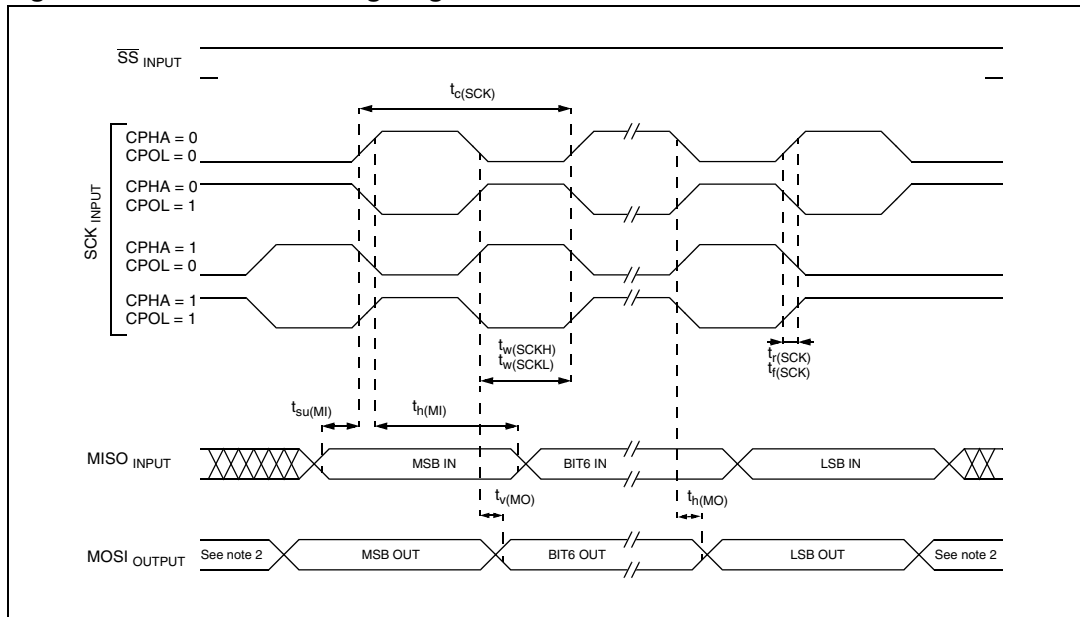 SS INPUT
tc(SCK)
SCK INPUT
CPHA = 0
CPOL = 0
CPHA = 0
CPOL = 1
CPHA = 1
CPOL = 0
CPHA = 1
CPOL = 1
tw(SCKH)
tw(SCKL)
tr(SCK)
tf(SCK)
tsu(MI)
th(MI)
MISO INPUT
MSB IN
BIT6 IN
LSB IN
tv(MO)
th(MO)
MOSI OUTPUT
See note 2
MSB OUT
BIT6 OUT
LSB OUT
See note 2